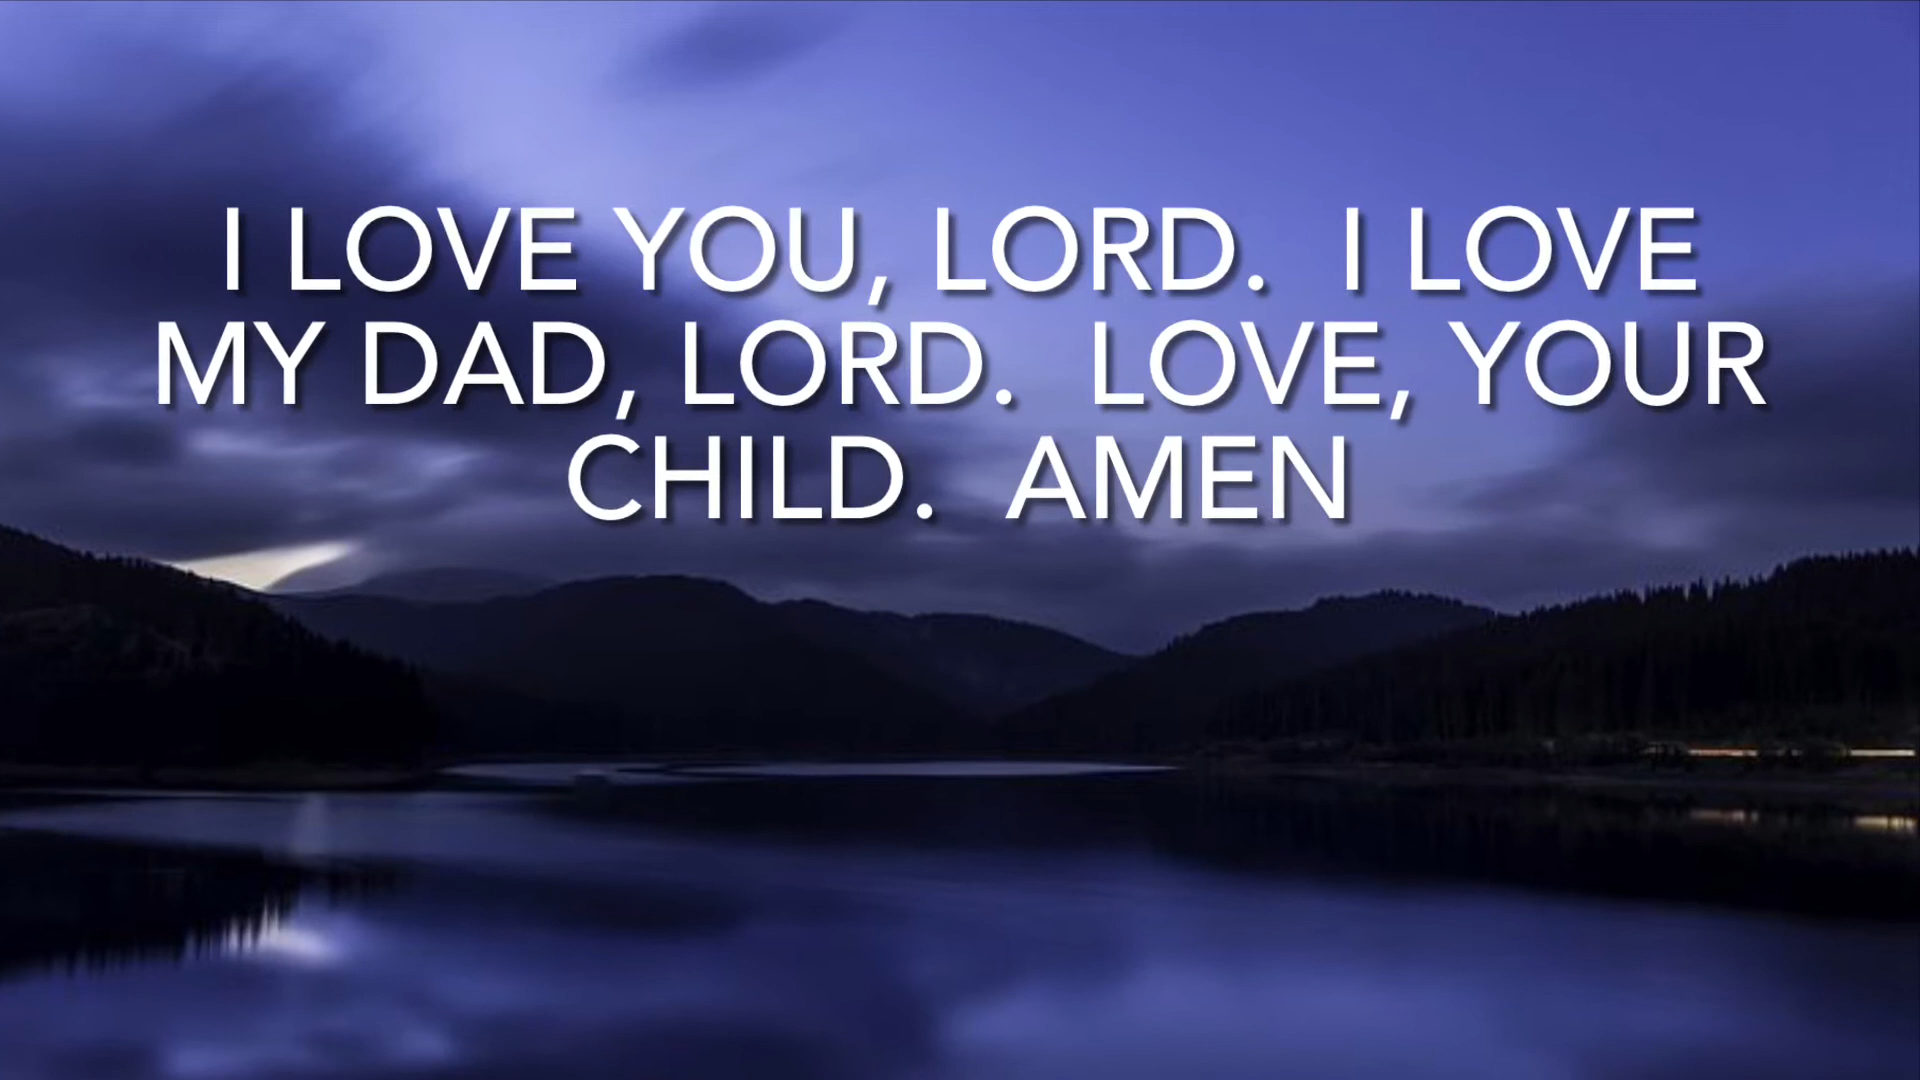 I LOVE YOU, LORD.  I LOVE
MY DAD, LORD.  LOVE, YOUR
CHILD.  AMEN